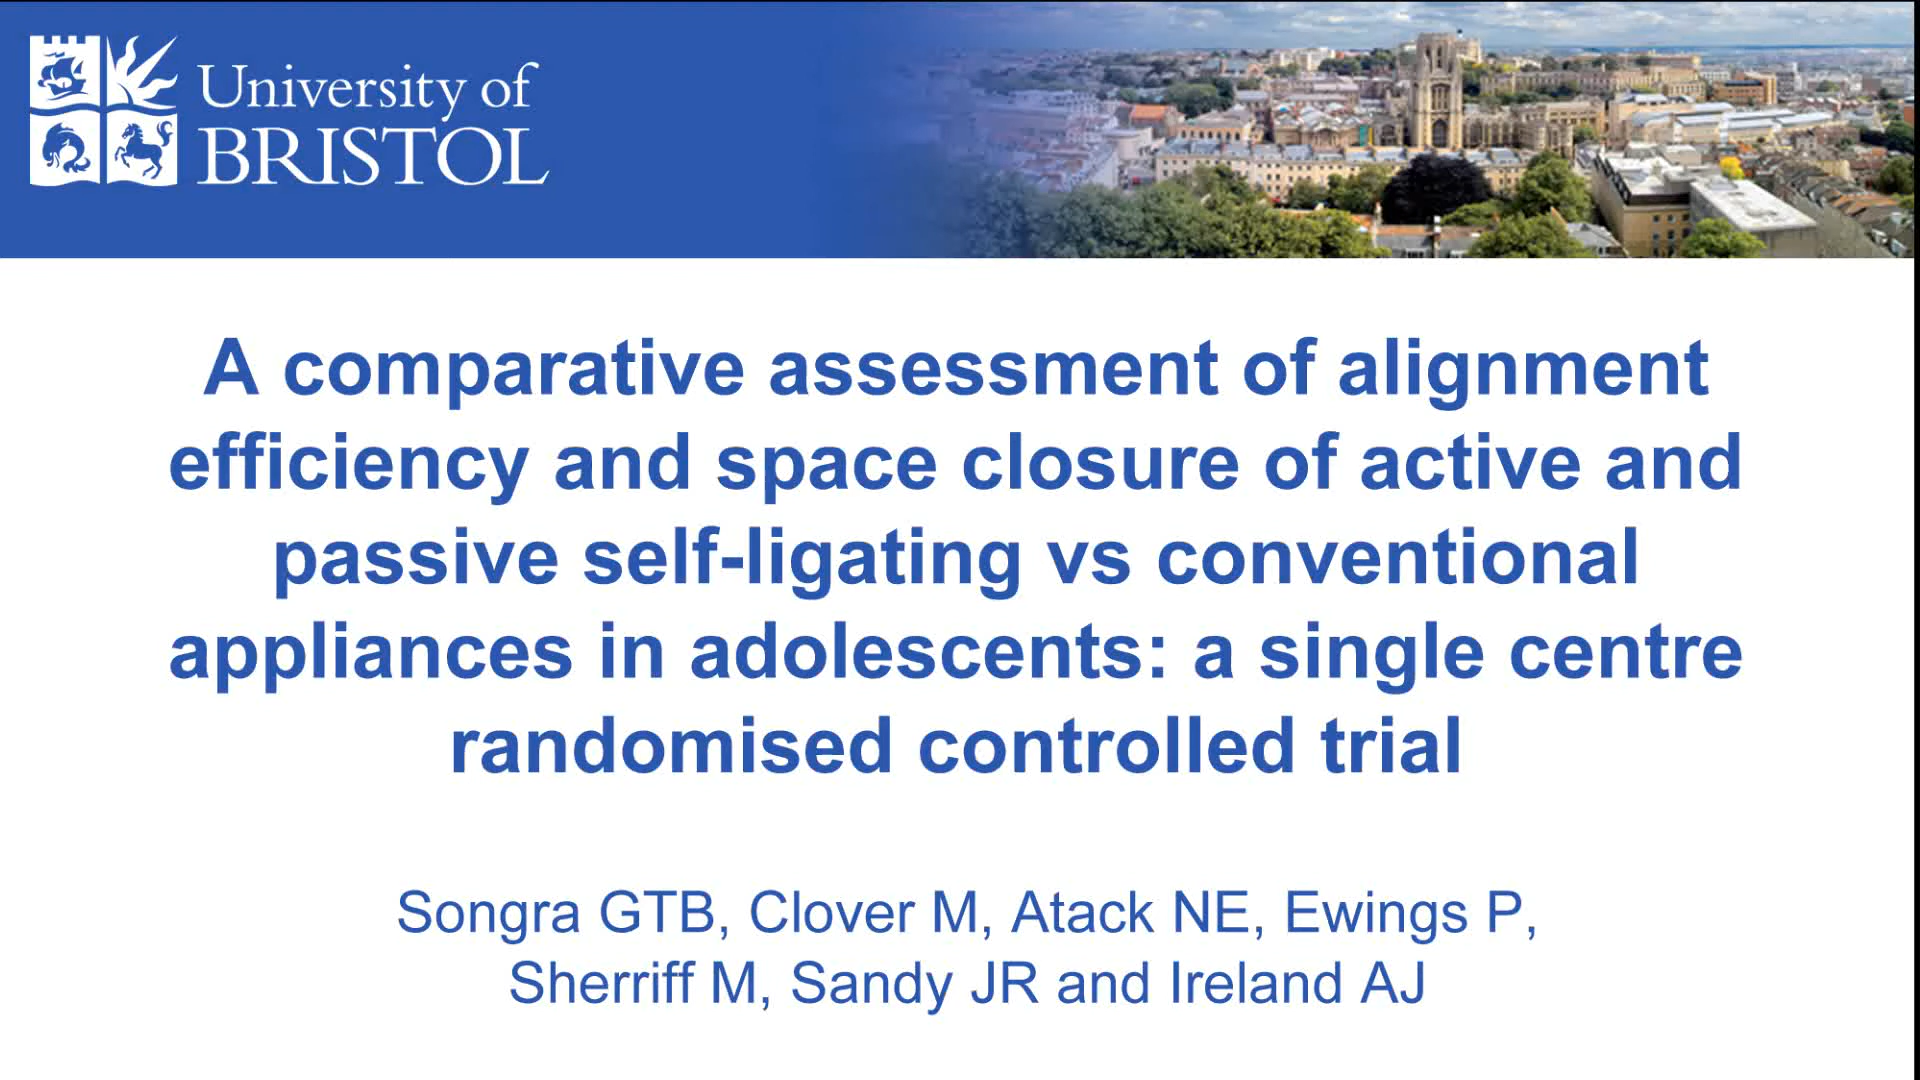 University of
BRISTOL
A comparative assessment of alignment
efficiency and space closure of active and
passive self-ligating vs conventional
appliances in adolescents: a single centre
randomised controlled trial
Songra GTB, Clover M, Atack NE, Ewings P,
Sherriff M, Sandy JR and Ireland AJ